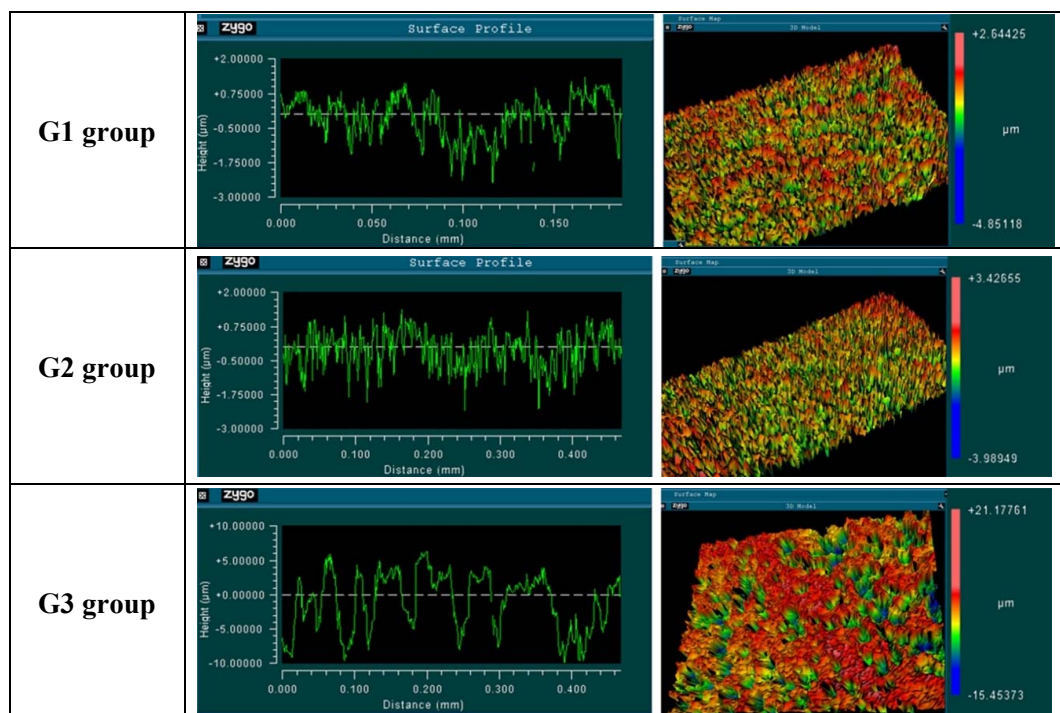 G1 group
zygo
Surface Profile
+2.00000
+0.75000
-0.50000
-1.75000
-3.00000
Height (µm)
0.000
0.050
0.100
0.150
Distance (mm)
Surface Map
zygo
3D Model
+2.64425
µm
-4.85118
G2 group
zygo
Surface Profile
+2.00000
+0.75000
-0.50000
-1.75000
-3.00000
Height (µm)
0.000
0.100
0.200
0.300
0.400
Distance (mm)
Surface Map
zygo
3D Model
+3.42655
µm
-3.98949
G3 group
zygo
Surface Profile
+10.00000
+5.00000
+0.00000
-5.00000
-10.00000
Height (µm)
0.000
0.100
0.200
0.300
0.400
Distance (mm)
Surface Map
zygo
3D Model
+21.17761
µm
-15.45373